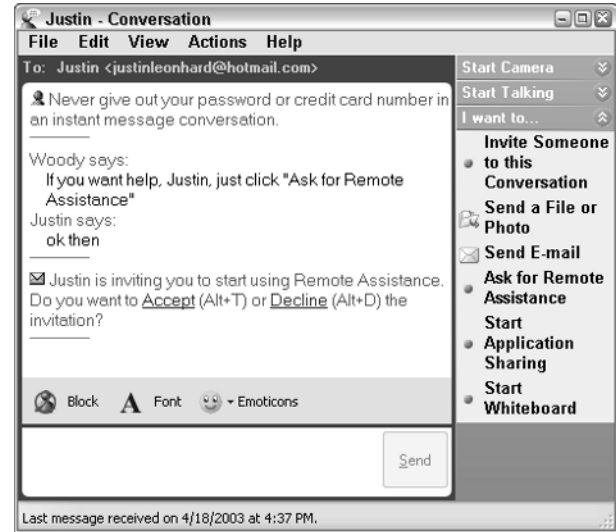 Justin - Conversation
File Edit View Actions Help
To: Justin <justinleonhard@hotmail.com>
Never give out your password or credit card number in
an instant message conversation.
Woody says:
If you want help, Justin, just click "Ask for Remote
Assistance"
Justin says:
ok then
Justin is inviting you to start using Remote Assistance.
Do you want to Accept (Alt+T) or Decline (Alt+D) the
invitation?
Block Font Emoticons
Send
Last message received on 4/18/2003 at 4:37 PM.
Start Camera
Start Talking
I want to...
Invite Someone
to this
Conversation
Send a File or
Photo
Send E-mail
Ask for Remote
Assistance
Start
Application
Sharing
Start
Whiteboard